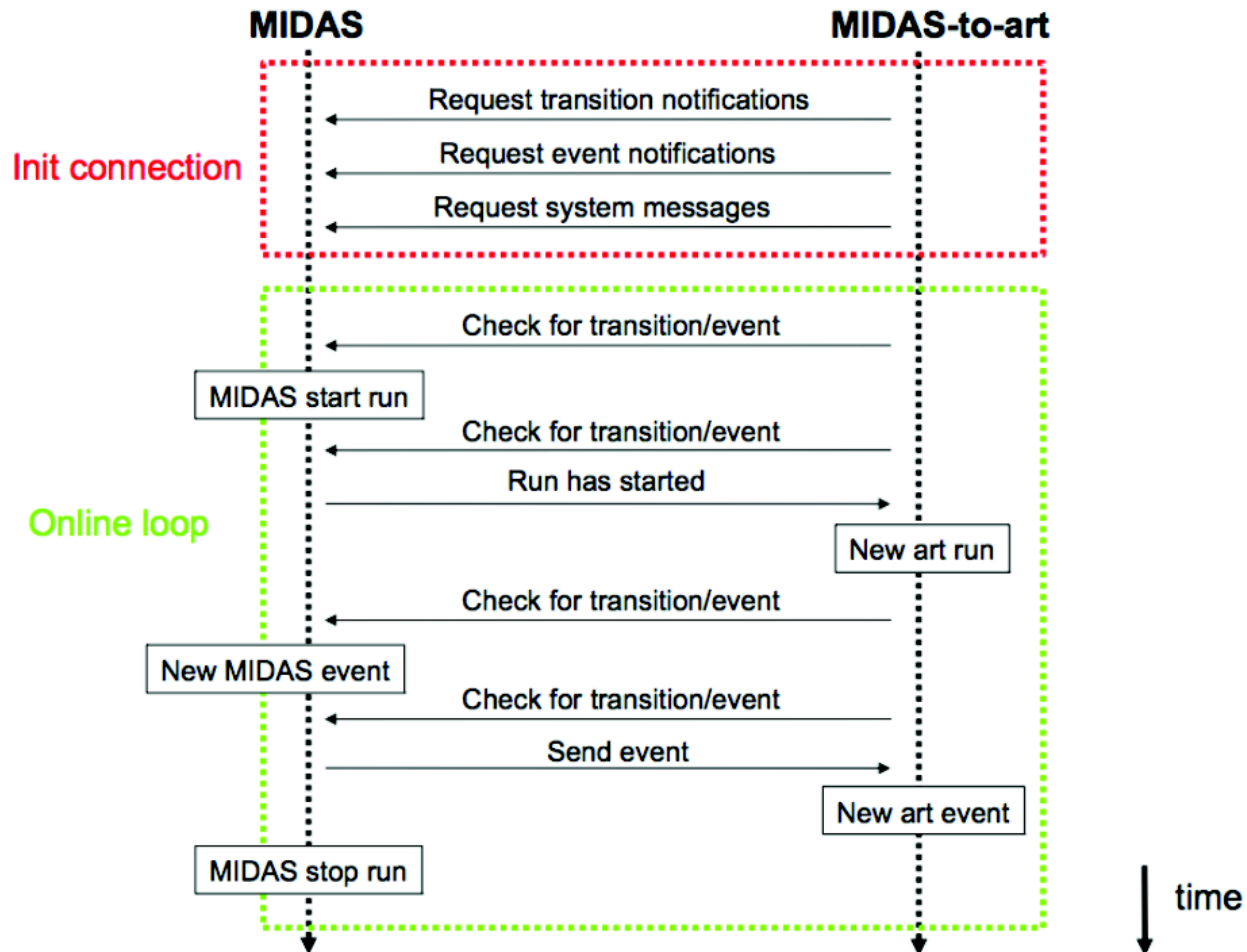 MIDAS
MIDAS-to-art
Request transition notifications
Request event notifications
Init connection
Request system messages
Check for transition/event
MIDAS start run
Check for transition/event
Run has started
Online loop
New art run
Check for transition/event
New MIDAS event
Check for transition/event
Send event
New art event
MIDAS stop run
time